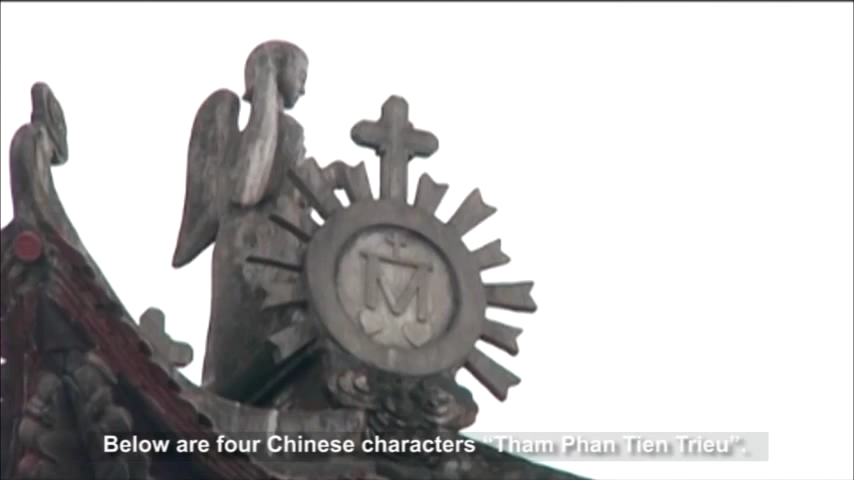 M
Below are four Chinese characters “Tham Phan Tien Trieu”.